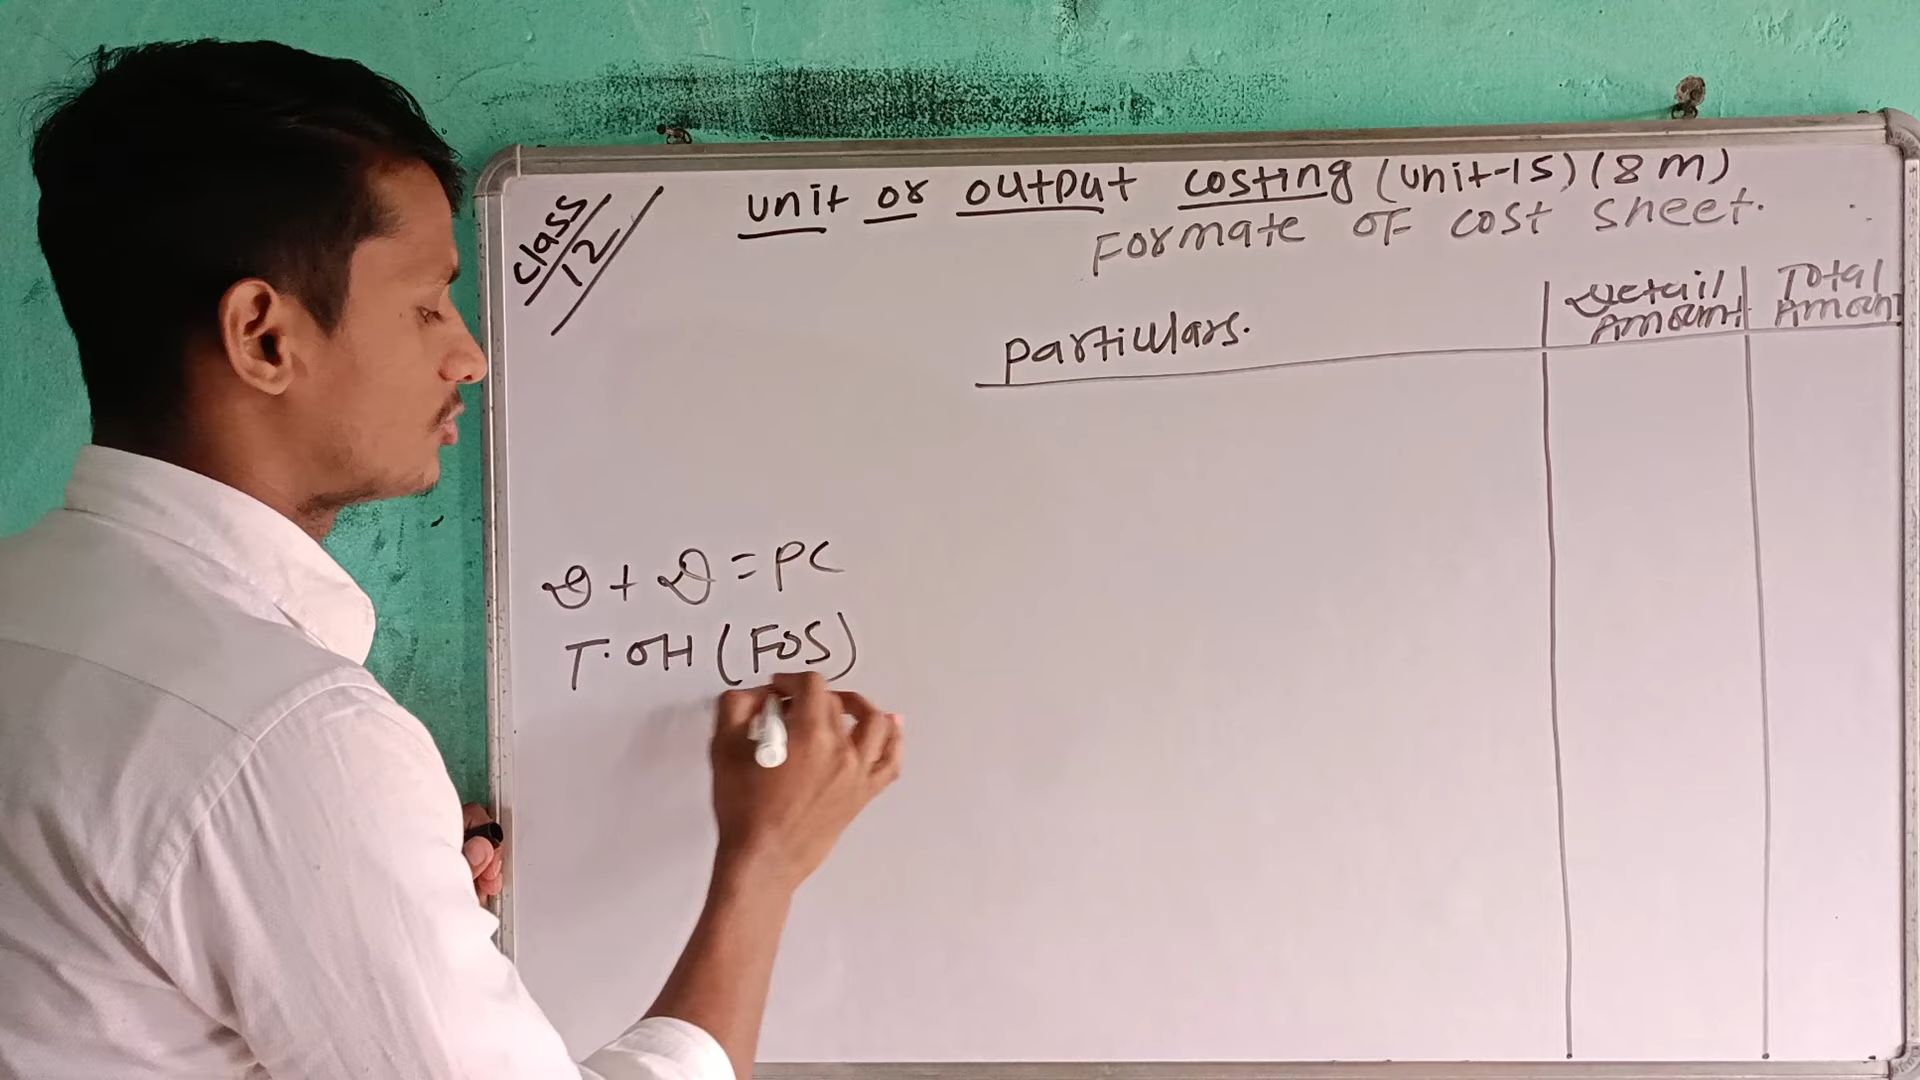 class 12
unit or output costing (unit-15) (8 m)
Formate OF cost sheet.
particulars.
Detail Amount
Total Amount
D + D = PC
T. OH (FOS)